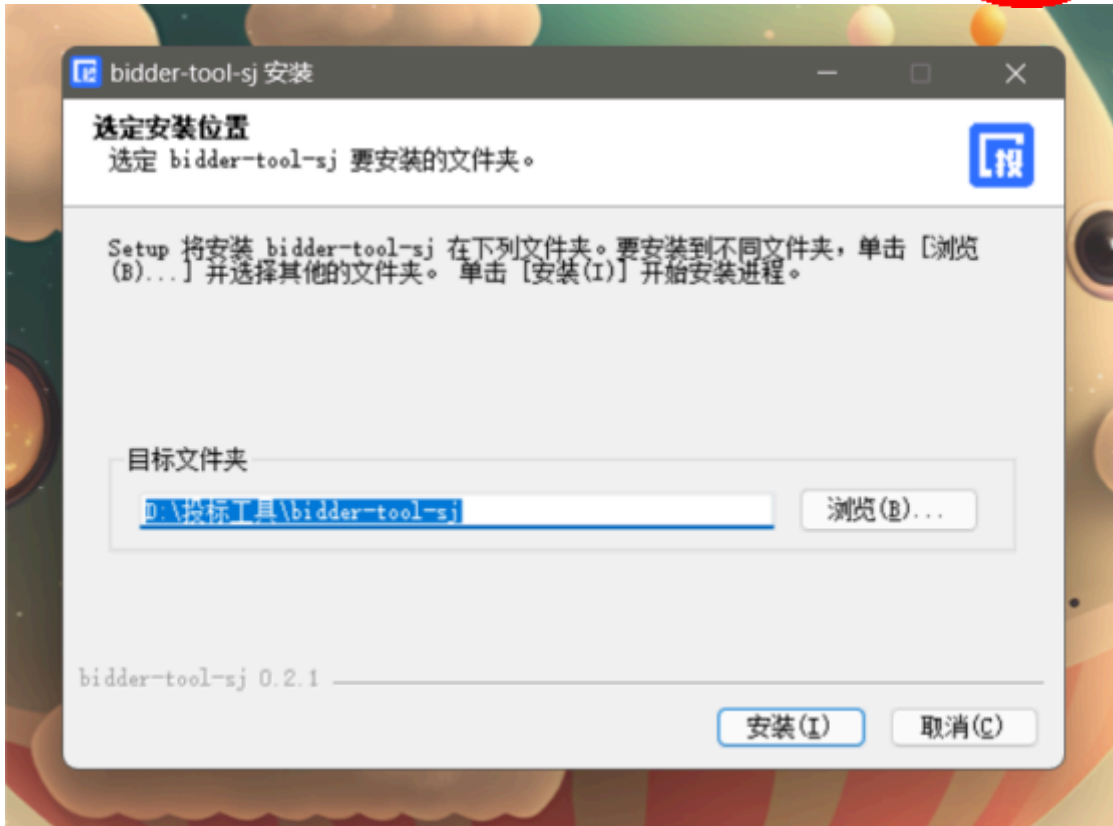 bidder-tool-sj 安装
选定安装位置
选定 bidder-tool-sj 要安装的文件夹。
投
Setup 将安装 bidder-tool-sj 在下列文件夹。要安装到不同文件夹，单击 [浏览
(B)...] 并选择其他的文件夹。 单击 [安装(I)] 开始安装进程。
目标文件夹
D:\投标工具\bidder-tool-sj
浏览(B)...
bidder-tool-sj 0.2.1
安装(I)
取消(C)